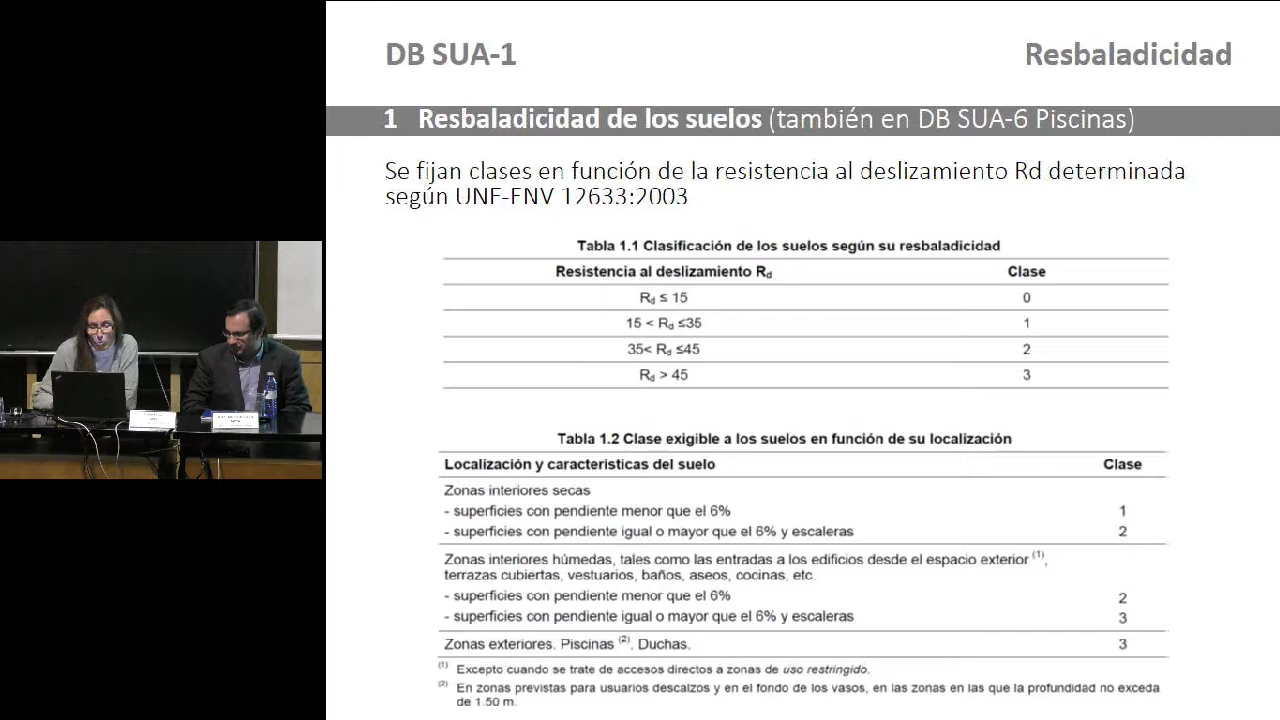 DB SUA-1
Resbaladicidad
1 Resbaladicidad de los suelos (también en DB SUA-6 Piscinas)
Se fijan clases en función de la resistencia al deslizamiento Rd determinada
según UNE-ENV 12633:2003
Tabla 1.1 Clasificación de los suelos según su resbaladicidad
Resistencia al deslizamiento Rd Clase
Rd ≤ 15 0
15 < Rd ≤35 1
35< Rd ≤45 2
Rd > 45 3
Tabla 1.2 Clase exigible a los suelos en función de su localización
Localización y características del suelo Clase
Zonas interiores secas
- superficies con pendiente menor que el 6% 1
- superficies con pendiente igual o mayor que el 6% y escaleras 2
Zonas interiores húmedas, tales como las entradas a los edificios desde el espacio exterior (1),
terrazas cubiertas, vestuarios, baños, aseos, cocinas, etc.
- superficies con pendiente menor que el 6% 2
- superficies con pendiente igual o mayor que el 6% y escaleras 3
Zonas exteriores. Piscinas (2). Duchas. 3
(1) Excepto cuando se trate de accesos directos a zonas de uso restringido.
(2) En zonas previstas para usuarios descalzos y en el fondo de los vasos, en las zonas en las que la profundidad no exceda
de 1,50 m.